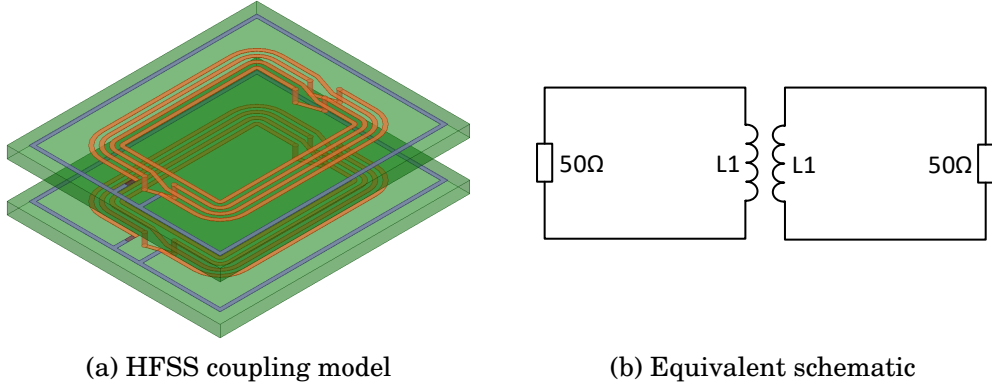 50Ω
L1
L1
50Ω
(a) HFSS coupling model
(b) Equivalent schematic